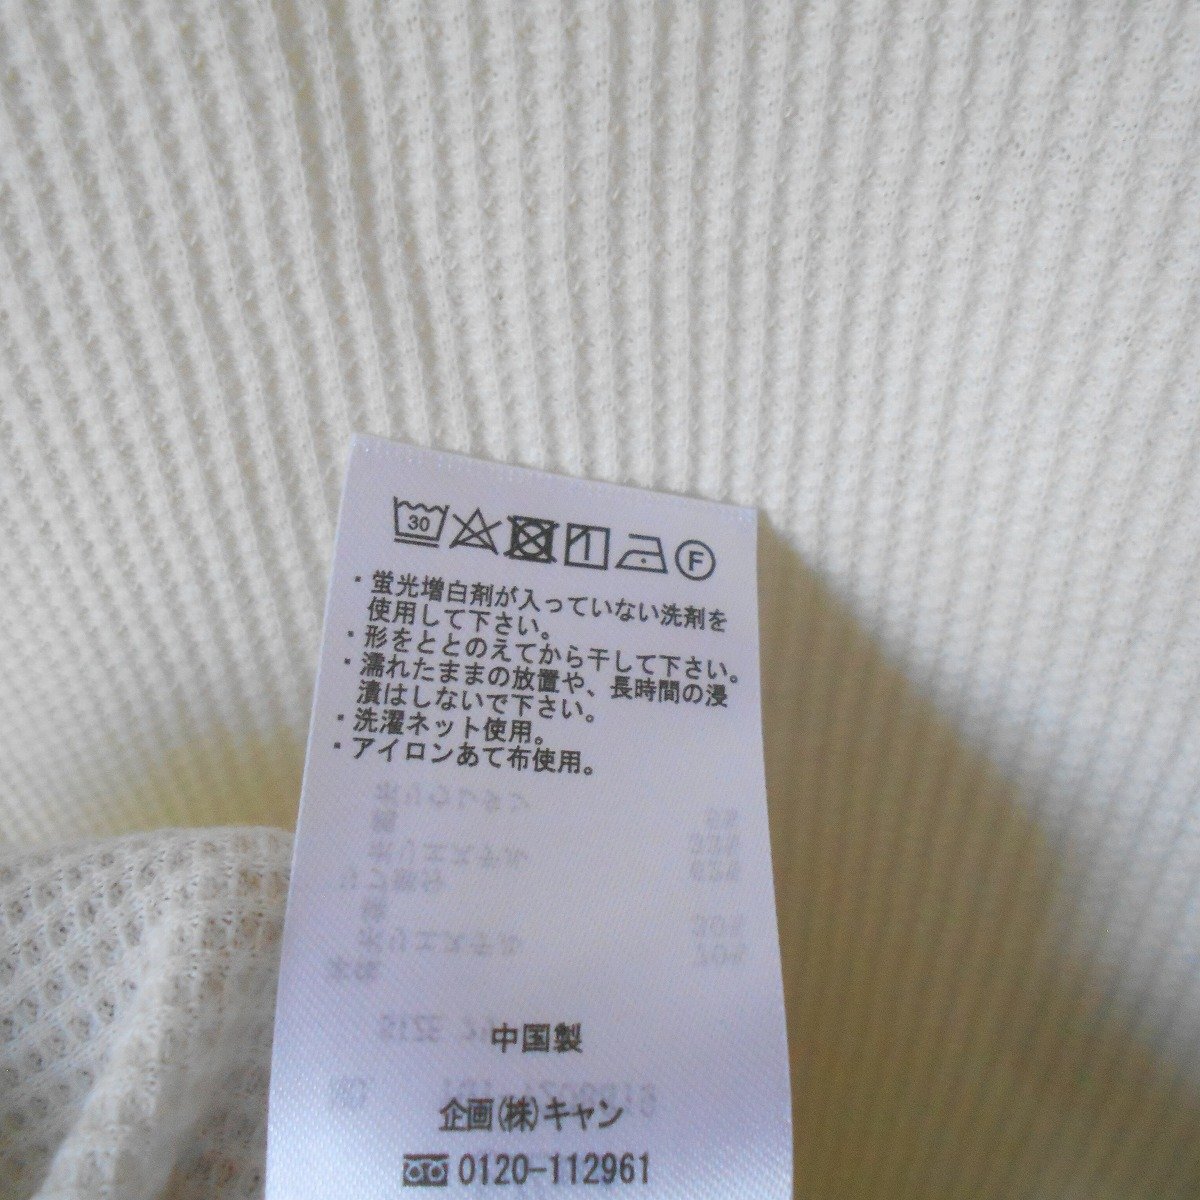 30
F
・蛍光増白剤が入っていない洗剤を
使用して下さい。
・形をととのえてから干して下さい。
・濡れたままの放置や、長時間の浸
漬はしないで下さい。
・洗濯ネット使用。
・アイロンあて布使用。
中国製
企画(株)キャン
0120-112961